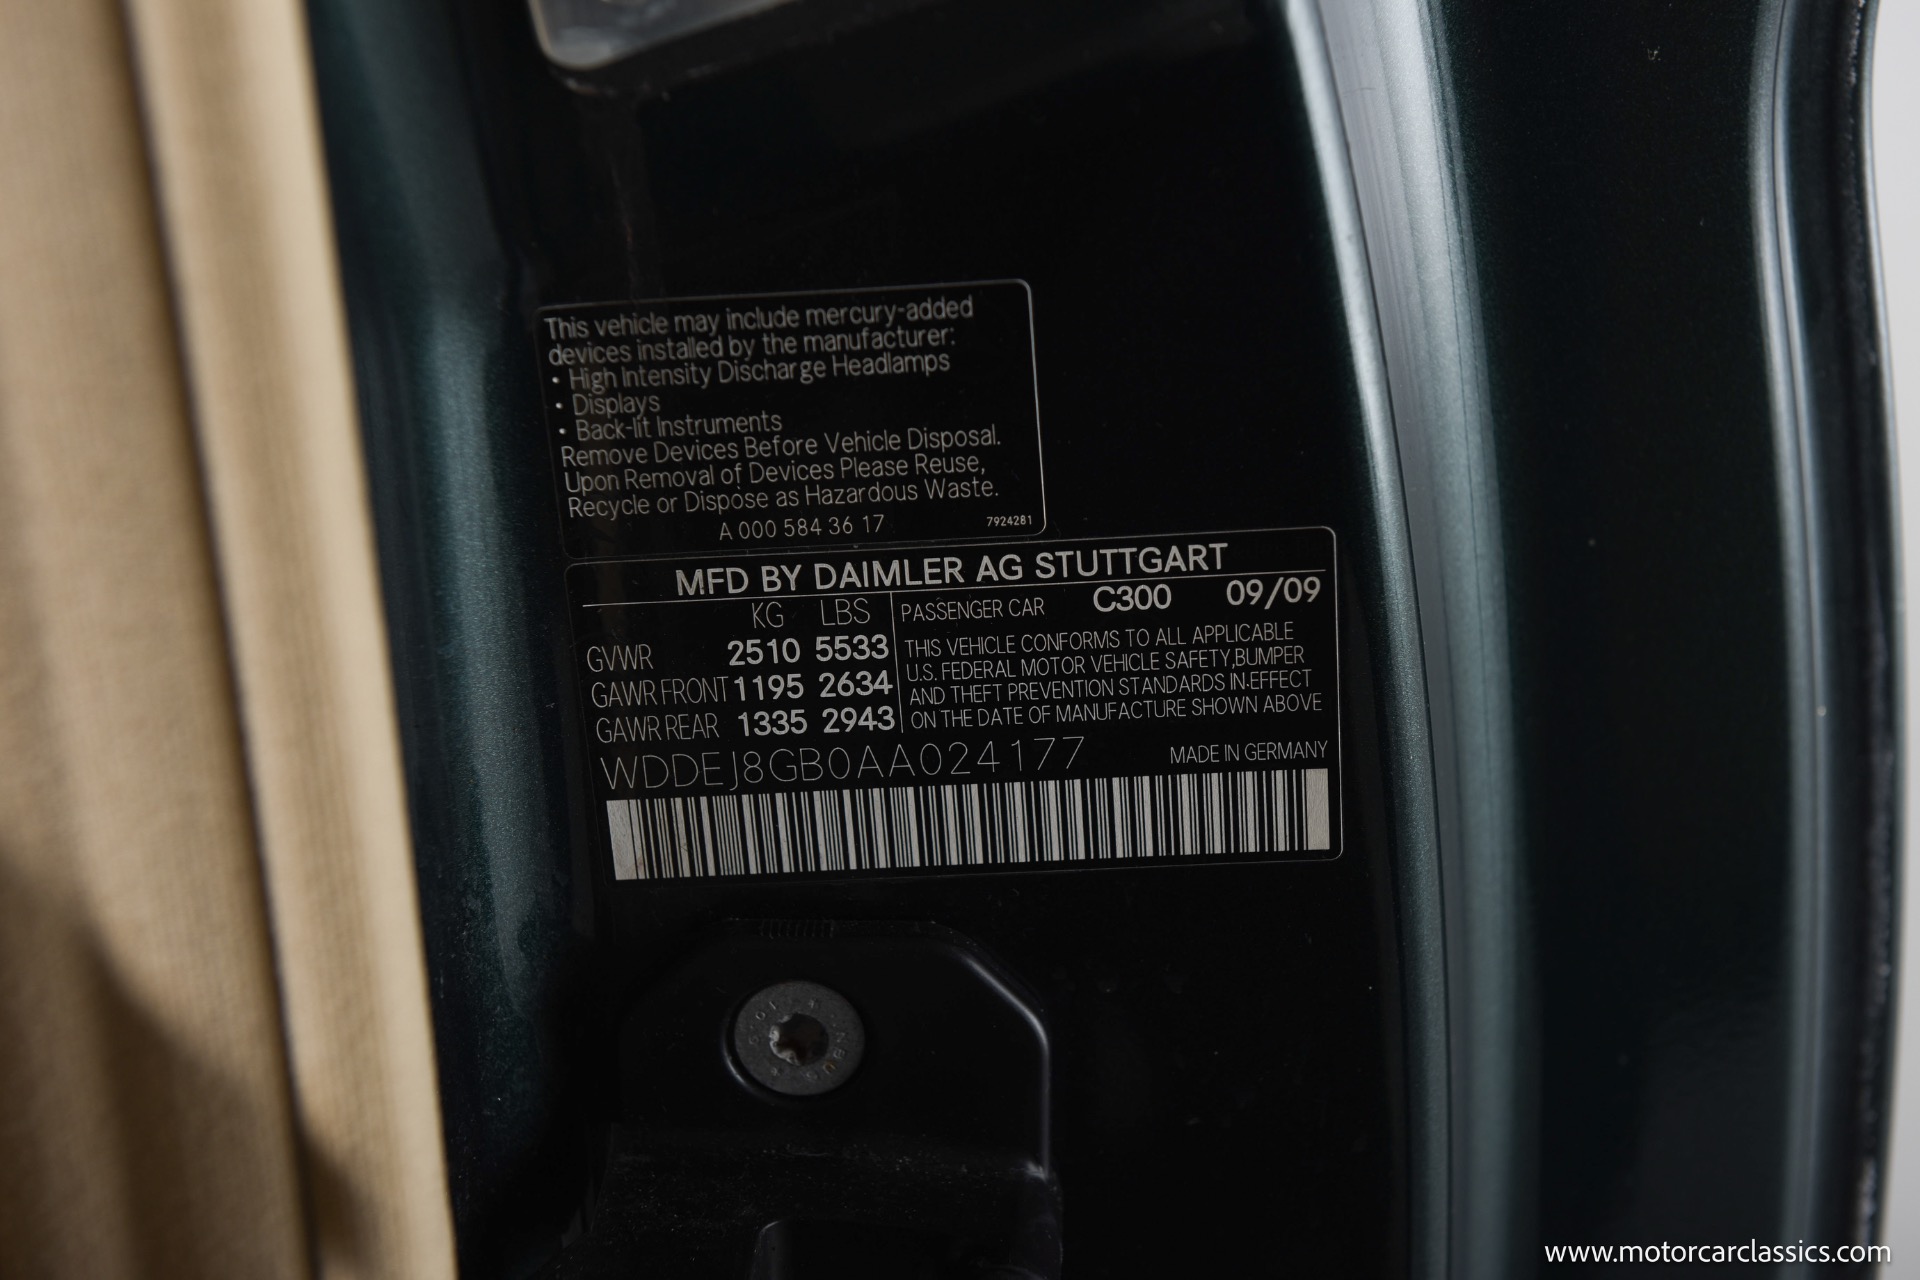 This vehicle may include mercury-added
devices installed by the manufacturer:
• High Intensity Discharge Headlamps
• Displays
• Back-lit Instruments
Remove Devices Before Vehicle Disposal.
Upon Removal of Devices Please Reuse,
Recycle or Dispose as Hazardous Waste.
A 000 584 36 17 7924281
MFD BY DAIMLER AG STUTTGART
KG LBS PASSENGER CAR C300 09/09
GVWR 2510 5533
GAWR FRONT 1195 2634
GAWR REAR 1335 2943
THIS VEHICLE CONFORMS TO ALL APPLICABLE
U.S. FEDERAL MOTOR VEHICLE SAFETY,BUMPER
AND THEFT PREVENTION STANDARDS IN EFFECT
ON THE DATE OF MANUFACTURE SHOWN ABOVE
WDDEJ8GB0AA024177 MADE IN GERMANY
www.motorcarclassics.com